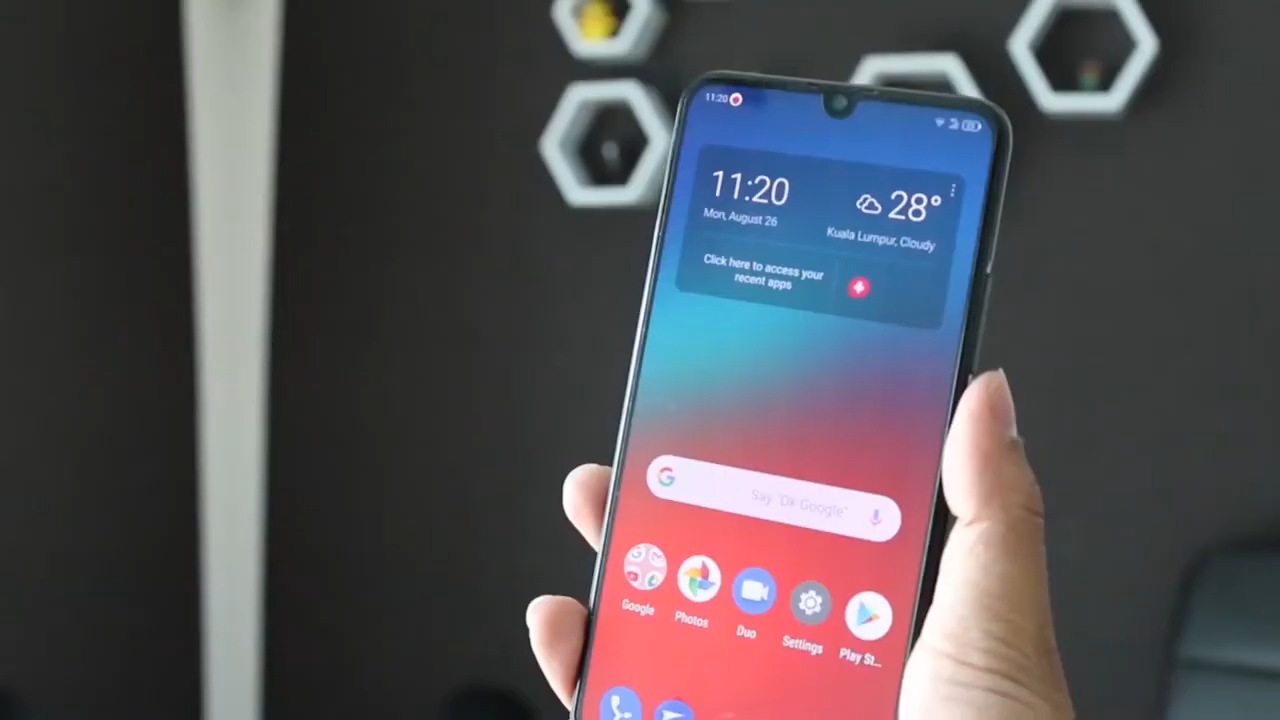 11:20
11:20
28°
Mon, August 26
Kuala Lumpur, Cloudy
Click here to access your
recent apps
G
Say "Ok Google"
Google
Photos
Duo
Settings
Play St...